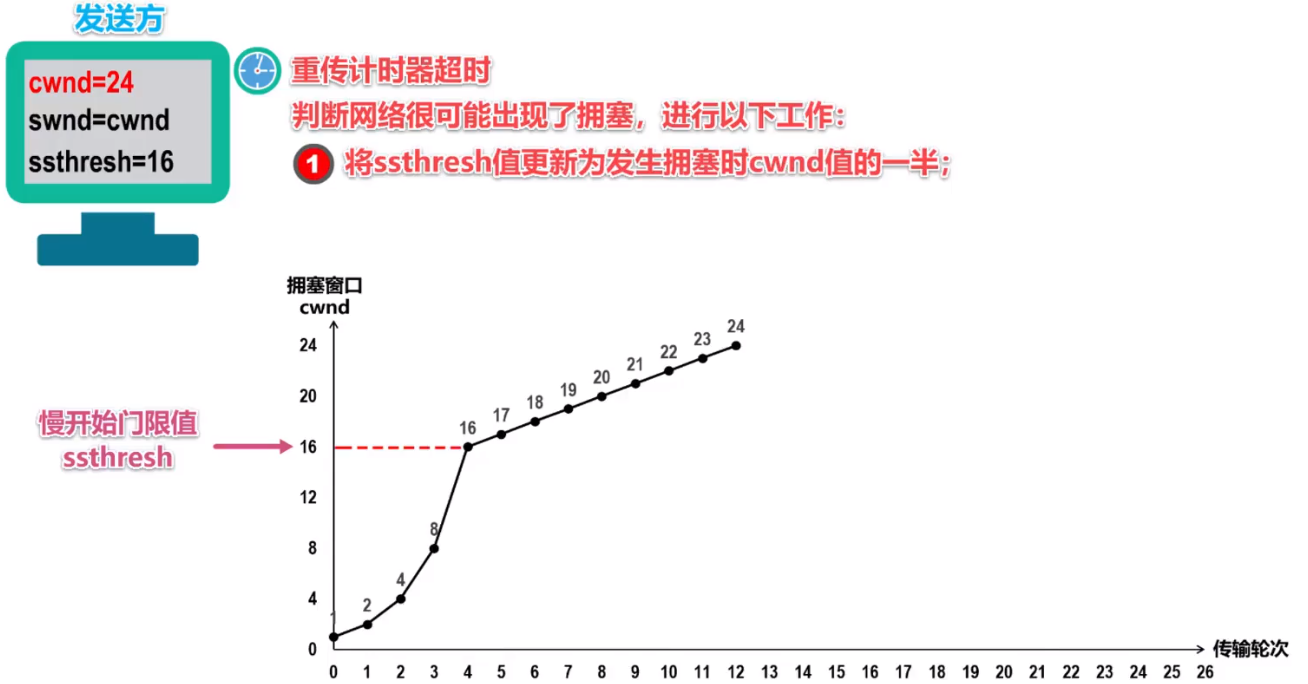 发送方
cwnd=24
swnd=cwnd
ssthresh=16
重传计时器超时
判断网络很可能出现了拥塞，进行以下工作：
1 将ssthresh值更新为发生拥塞时cwnd值的一半；
拥塞窗口
cwnd
24
20
16
12
8
4
0
慢开始门限值
ssthresh
1
2
4
8
16
17
18
19
20
21
22
23
24
0 1 2 3 4 5 6 7 8 9 10 11 12 13 14 15 16 17 18 19 20 21 22 23 24 25 26
传输轮次